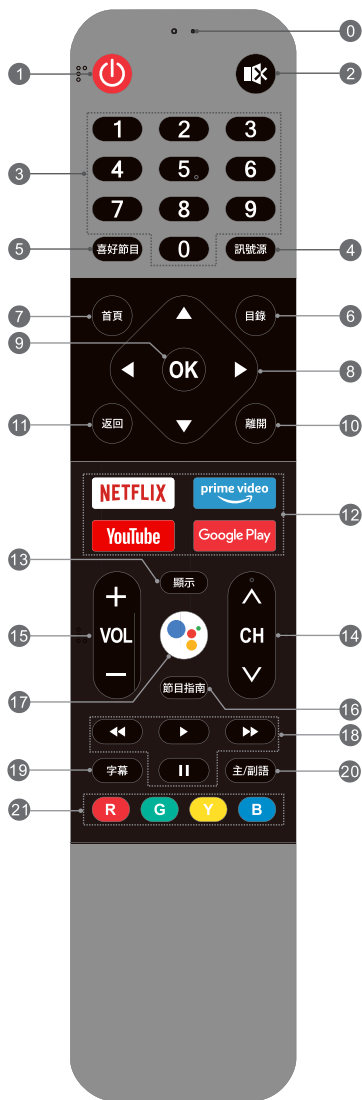 0
1
2
1 2 3
3
4 5 6
7 8 9
5
喜好節目
0
訊號源
4
7
首頁
目錄
6
9
OK
8
11
返回
離開
10
NETFLIX
prime video
12
YouTube
Google Play
13
顯示
15
VOL
CH
14
17
節目指南
16
18
19
字幕
主/副語
20
21
R G Y B